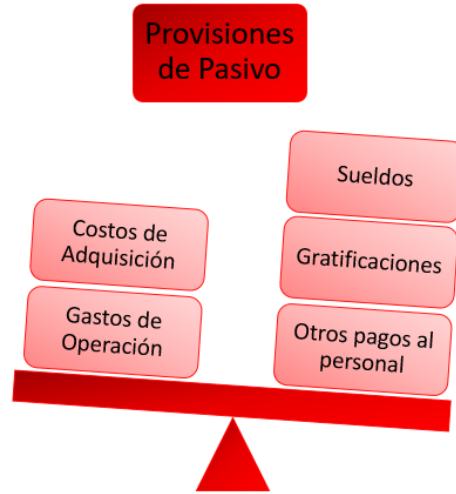 Provisiones
de Pasivo
Costos de
Adquisición
Gastos de
Operación
Sueldos
Gratificaciones
Otros pagos al
personal